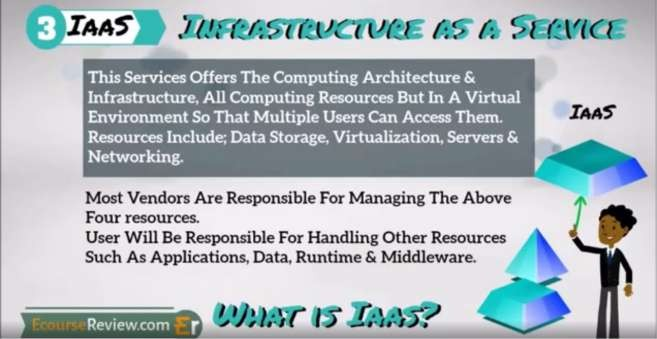 3 IAAS INFRASTRUCTURE AS A SERVICE
This Services Offers The Computing Architecture &
Infrastructure, All Computing Resources But In A Virtual
Environment So That Multiple Users Can Access Them.
Resources Include; Data Storage, Virtualization, Servers &
Networking.
IAAS
Most Vendors Are Responsible For Managing The Above
Four resources.
User Will Be Responsible For Handling Other Resources
Such As Applications, Data, Runtime & Middleware.
EcourseReview.com Er
WHAT IS IAAS?